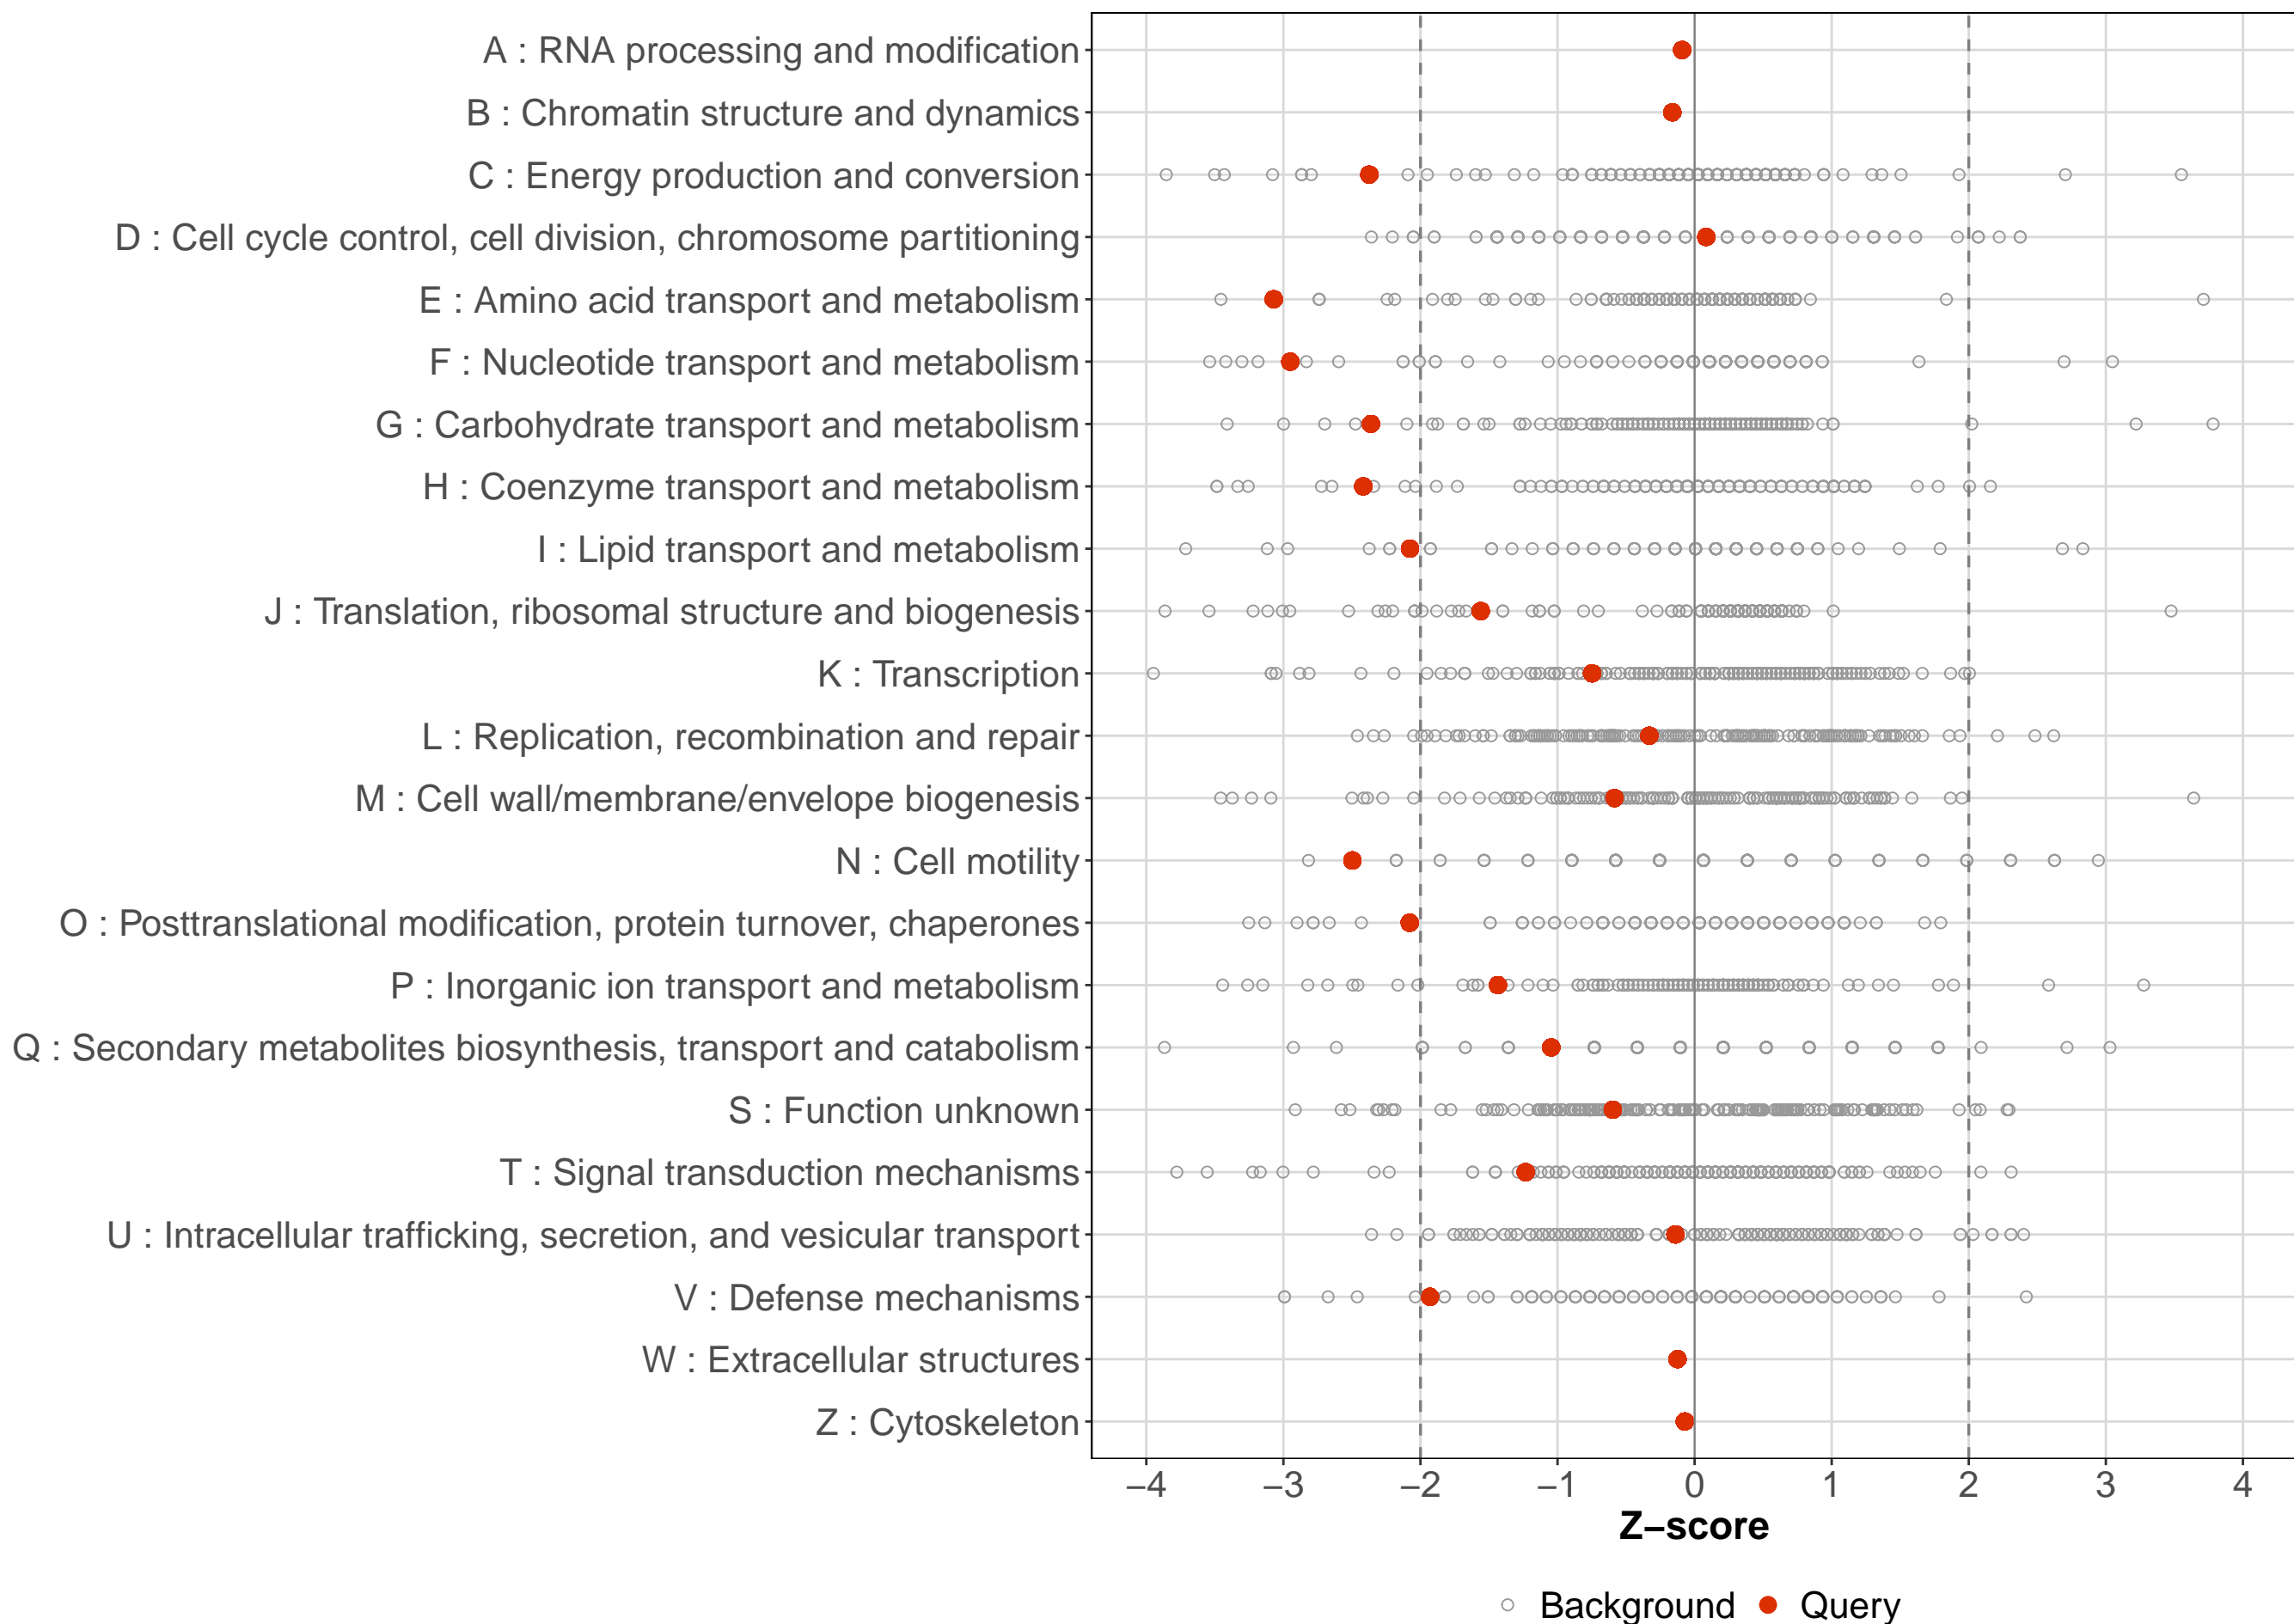 A : RNA processing and modification
B : Chromatin structure and dynamics
C : Energy production and conversion
D : Cell cycle control, cell division, chromosome partitioning
E : Amino acid transport and metabolism
F : Nucleotide transport and metabolism
G : Carbohydrate transport and metabolism
H : Coenzyme transport and metabolism
I : Lipid transport and metabolism
J : Translation, ribosomal structure and biogenesis
K : Transcription
L : Replication, recombination and repair
M : Cell wall/membrane/envelope biogenesis
N : Cell motility
O : Posttranslational modification, protein turnover, chaperones
P : Inorganic ion transport and metabolism
Q : Secondary metabolites biosynthesis, transport and catabolism
S : Function unknown
T : Signal transduction mechanisms
U : Intracellular trafficking, secretion, and vesicular transport
V : Defense mechanisms
W : Extracellular structures
Z : Cytoskeleton
−4 −3 −2 −1 0 1 2 3 4
Z−score
Background Query